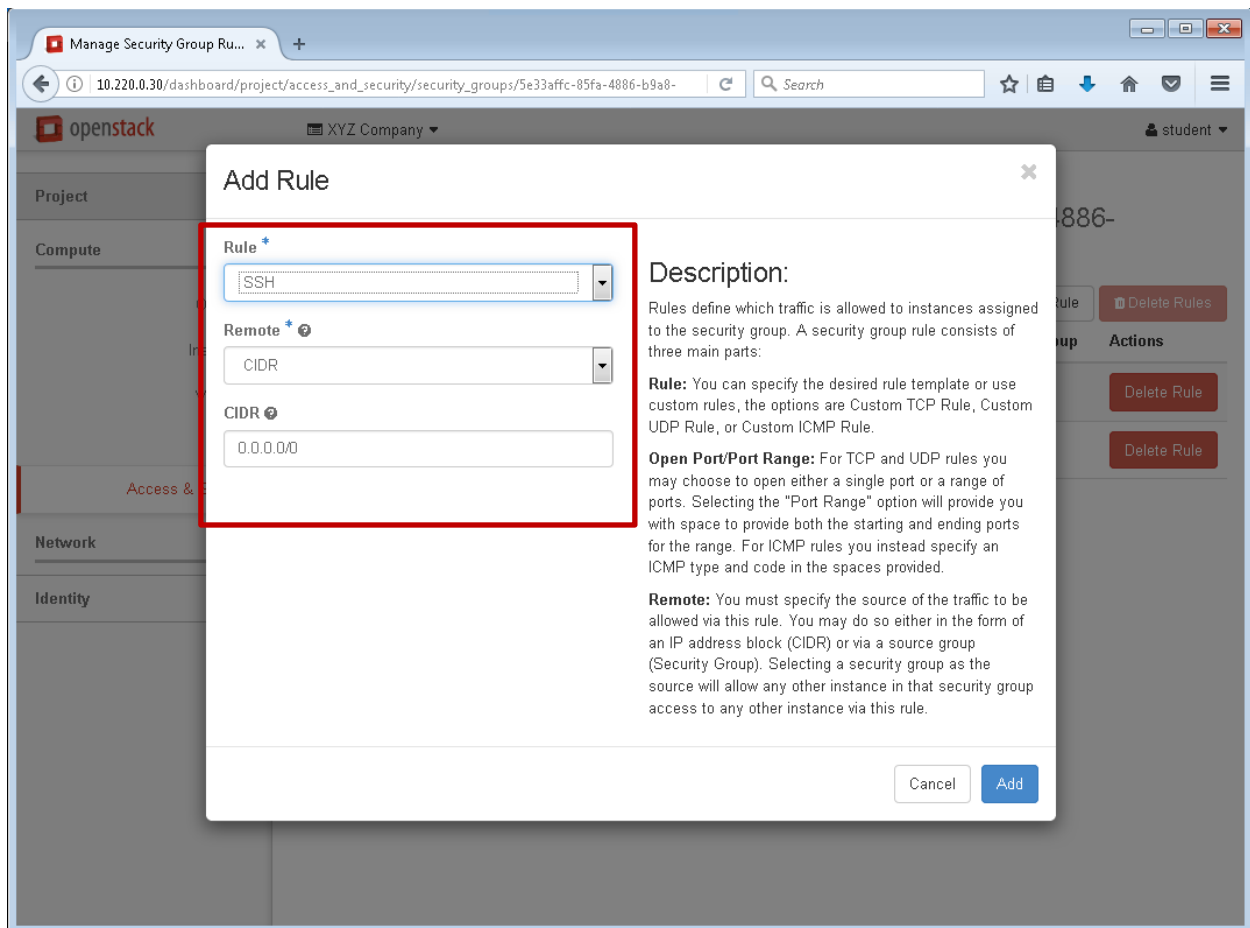 Manage Security Group Ru...
10.220.0.30/dashboard/project/access_and_security/security_groups/5e33affc-85fa-4886-b9a8-
Search
openstack
XYZ Company
student
Project
Compute
Access &
Network
Identity
4886-
Rule
Delete Rules
Actions
Delete Rule
Delete Rule
Add Rule
Rule *
SSH
Remote *
CIDR
CIDR
0.0.0.0/0
Description:
Rules define which traffic is allowed to instances assigned
to the security group. A security group rule consists of
three main parts:
Rule: You can specify the desired rule template or use
custom rules, the options are Custom TCP Rule, Custom
UDP Rule, or Custom ICMP Rule.
Open Port/Port Range: For TCP and UDP rules you
may choose to open either a single port or a range of
ports. Selecting the "Port Range" option will provide you
with space to provide both the starting and ending ports
for the range. For ICMP rules you instead specify an
ICMP type and code in the spaces provided.
Remote: You must specify the source of the traffic to be
allowed via this rule. You may do so either in the form of
an IP address block (CIDR) or via a source group
(Security Group). Selecting a security group as the
source will allow any other instance in that security group
access to any other instance via this rule.
Cancel
Add